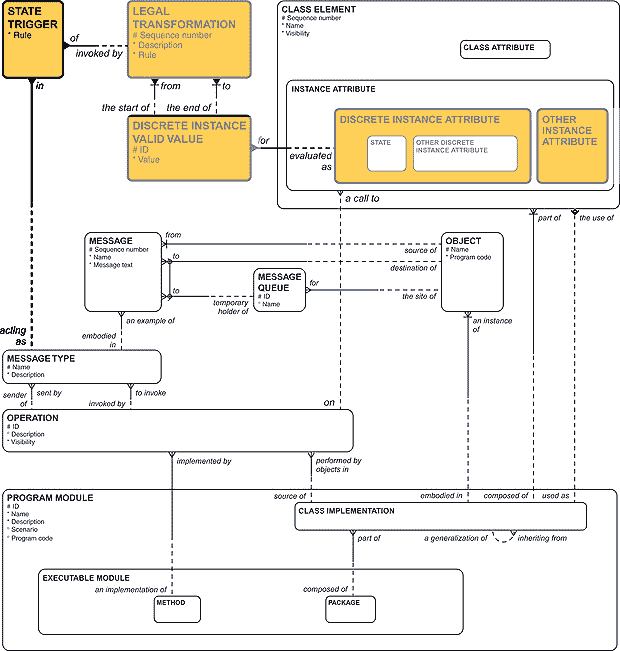 STATE
TRIGGER
* Rule
of
invoked by
LEGAL
TRANSFORMATION
# Sequence number
* Description
* Rule
CLASS ELEMENT
# Sequence number
* Name
* Visibility
CLASS ATTRIBUTE
in
from
to
the start of
the end of
INSTANCE ATTRIBUTE
DISCRETE INSTANCE
VALID VALUE
# ID
* Value
for
evaluated
as
DISCRETE INSTANCE ATTRIBUTE
STATE
OTHER DISCRETE
INSTANCE ATTRIBUTE
OTHER
INSTANCE
ATTRIBUTE
a call to
part of
the use of
MESSAGE
# Sequence number
* Name
* Message text
from
source of
to
destination of
OBJECT
# Name
* Program code
to
temporary
holder of
MESSAGE
QUEUE
# ID
* Name
for
the site of
an example of
embodied
in
an instance
of
acting
as
MESSAGE TYPE
# Name
* Description
sender
of
sent by
to invoke
invoked by
on
OPERATION
# ID
* Description
* Visibility
implemented by
performed by
objects in
source of
embodied in
composed of
used as
PROGRAM MODULE
# ID
* Name
* Description
* Scenario
* Program code
CLASS IMPLEMENTATION
part of
a generalization of
inheriting from
EXECUTABLE MODULE
an implementation of
composed of
METHOD
PACKAGE